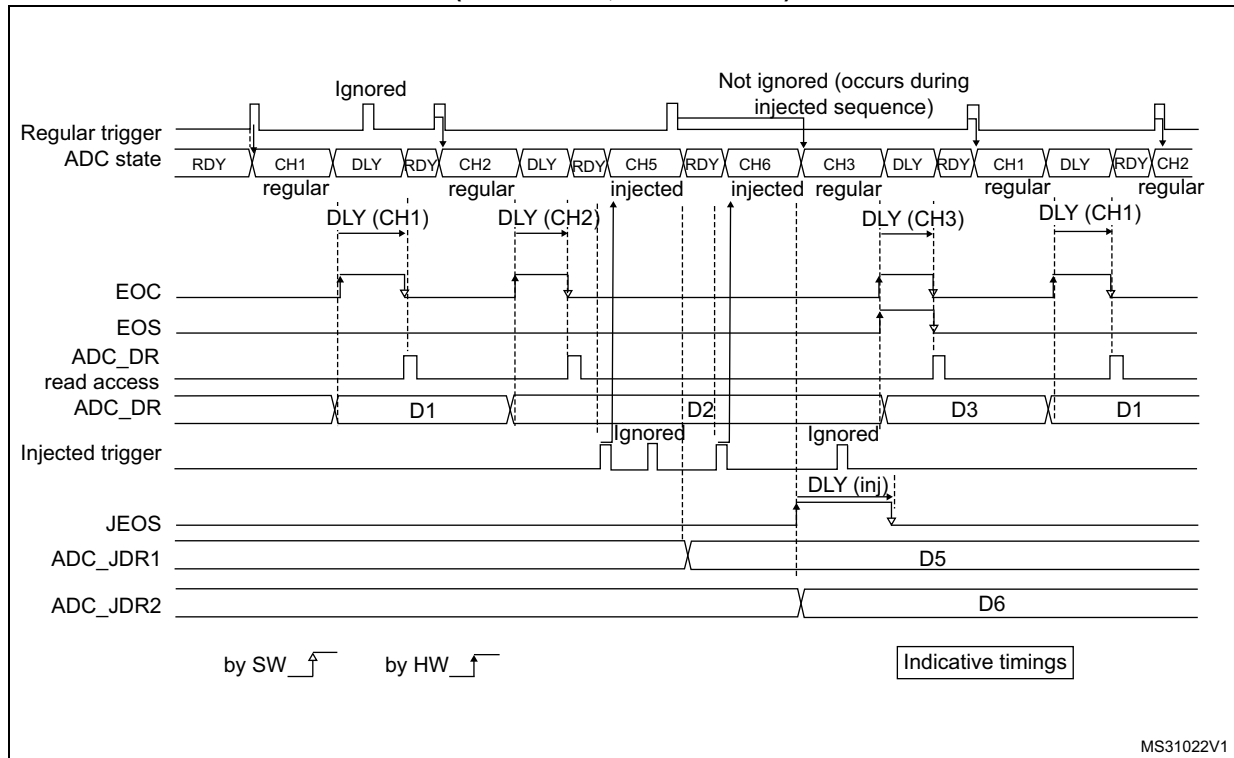 Ignored
Not ignored (occurs during
injected sequence)
Regular trigger
ADC state
RDY CH1 DLY RDY CH2 DLY RDY CH5 RDY CH6 CH3 DLY RDY CH1 DLY RDY CH2
regular regular injected injected regular regular regular
DLY (CH1) DLY (CH2) DLY (CH3) DLY (CH1)
EOC
EOS
ADC_DR
read access
ADC_DR D1 D2 D3 D1
Ignored Ignored
Injected trigger
DLY (inj)
JEOS
ADC_JDR1 D5
ADC_JDR2 D6
by SW by HW Indicative timings
MS31022V1